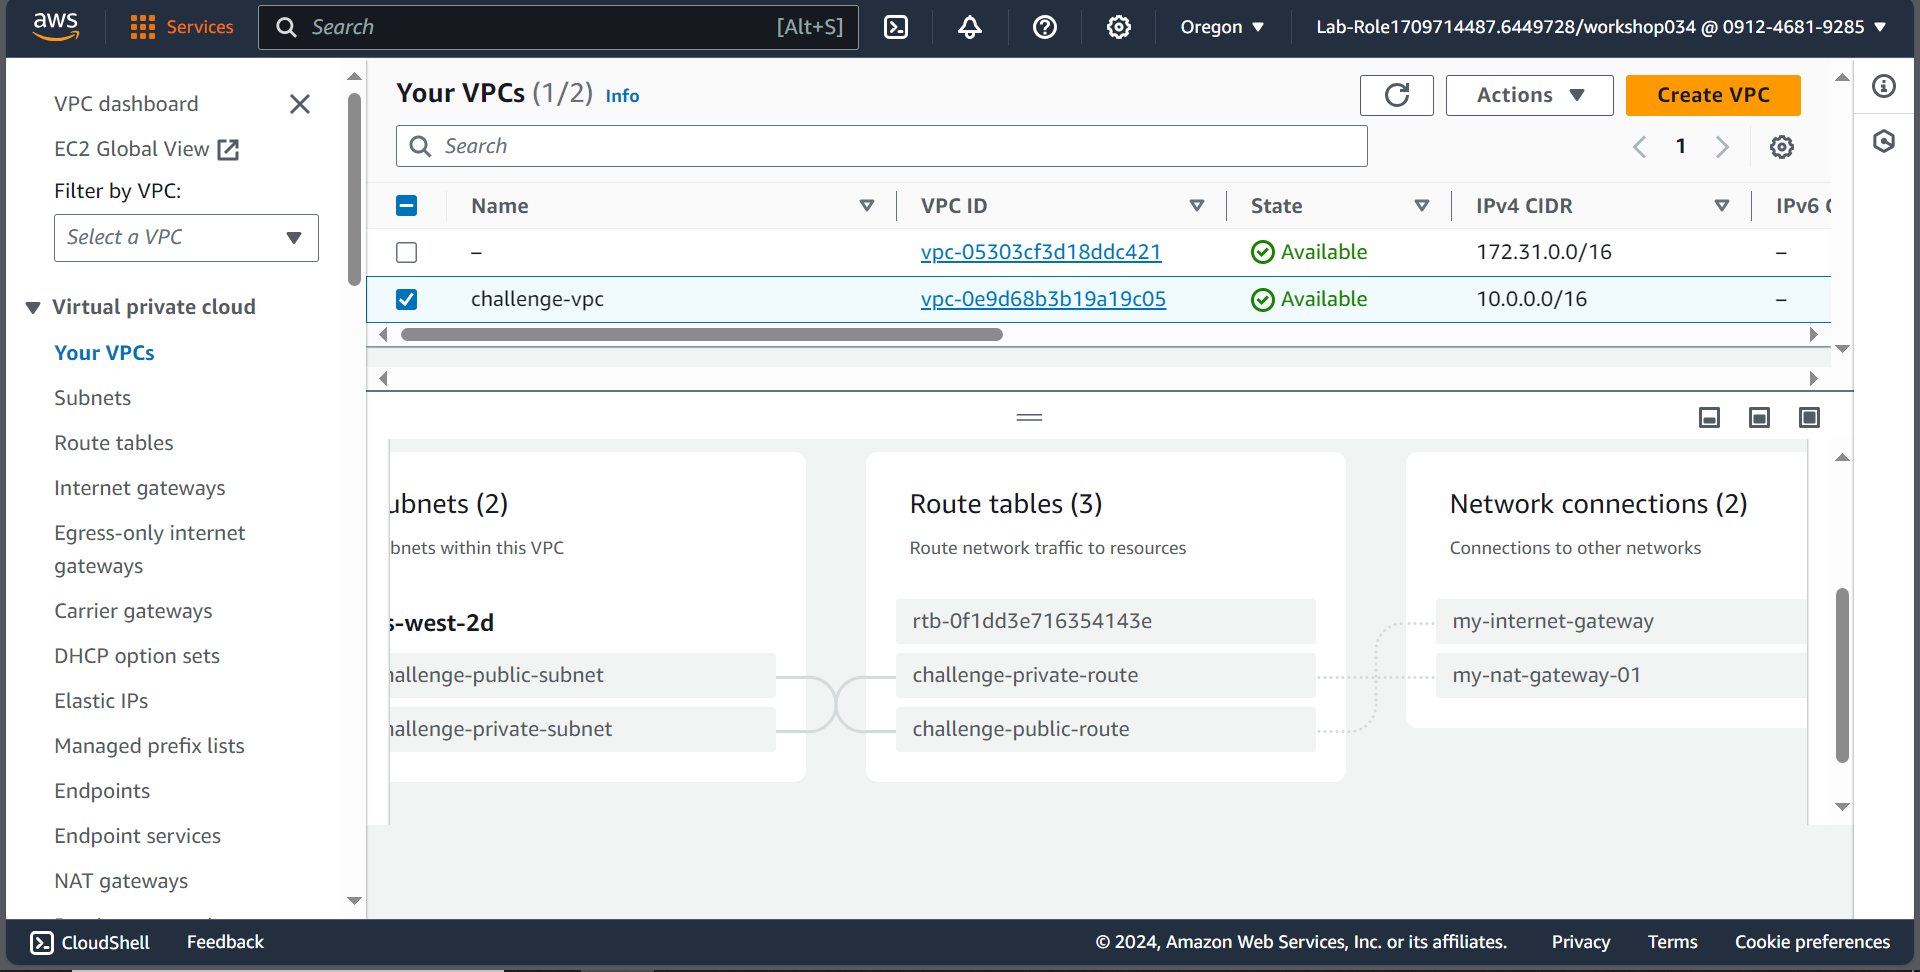 aws
Services
Search [Alt+S]
Oregon
Lab-Role1709714487.6449728/workshop034 @ 0912-4681-9285
VPC dashboard
EC2 Global View
Filter by VPC:
Select a VPC
Virtual private cloud
Your VPCs
Subnets
Route tables
Internet gateways
Egress-only internet
gateways
Carrier gateways
DHCP option sets
Elastic IPs
Managed prefix lists
Endpoints
Endpoint services
NAT gateways
Your VPCs (1/2) Info
Actions
Create VPC
Search
1
Name VPC ID State IPv4 CIDR IPv6 C
– vpc-05303cf3d18ddc421 Available 172.31.0.0/16 –
challenge-vpc vpc-0e9d68b3b19a19c05 Available 10.0.0.0/16 –
ubnets (2)
bnets within this VPC
s-west-2d
hallenge-public-subnet
hallenge-private-subnet
Route tables (3)
Route network traffic to resources
rtb-0f1dd3e716354143e
challenge-private-route
challenge-public-route
Network connections (2)
Connections to other networks
my-internet-gateway
my-nat-gateway-01
CloudShell
Feedback
© 2024, Amazon Web Services, Inc. or its affiliates.
Privacy
Terms
Cookie preferences